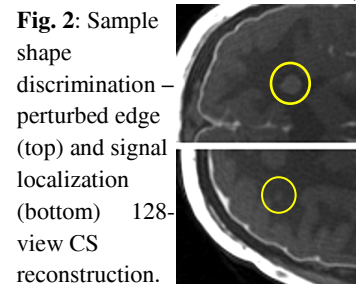 Fig. 2: Sample
shape
discrimination –
perturbed edge
(top) and signal
localization
(bottom) 128-
view CS
reconstruction.